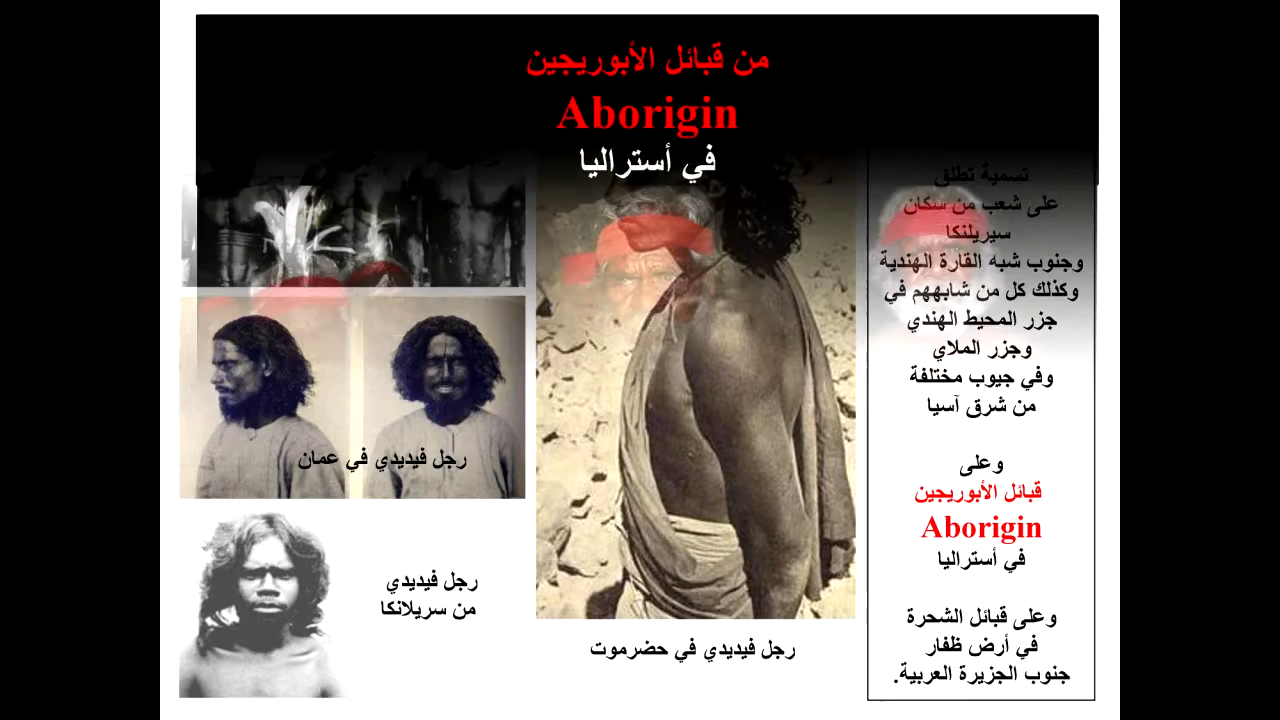 من قبائل الأبوريجين
Aborigin
في أستراليا
تسمية تطلق
على شعب من سكان
سيريلنكا
وجنوب شبه القارة الهندية
وكذلك كل من شابههم في
جزر المحيط الهندي
وجزر الملاي
وفي جيوب مختلفة
من شرق آسيا
وعلى
قبائل الأبوريجين
Aborigin
في أستراليا
وعلى قبائل الشحرة
في أرض ظفار
جنوب الجزيرة العربية.
رجل فيديدي في عمان
رجل فيديدي
من سريلانكا
رجل فيديدي في حضرموت